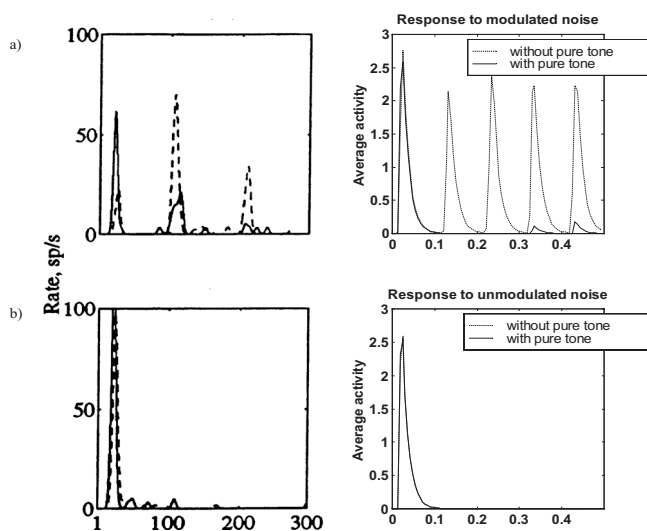 a)
Rate, sp/s
100
50
0
Response to modulated noise
without pure tone
with pure tone
Average activity
3
2.5
2
1.5
1
0.5
0
0 0.1 0.2 0.3 0.4
b)
100
50
0
1 100 200 300
Response to unmodulated noise
without pure tone
with pure tone
Average activity
3
2.5
2
1.5
1
0.5
0
0 0.1 0.2 0.3 0.4